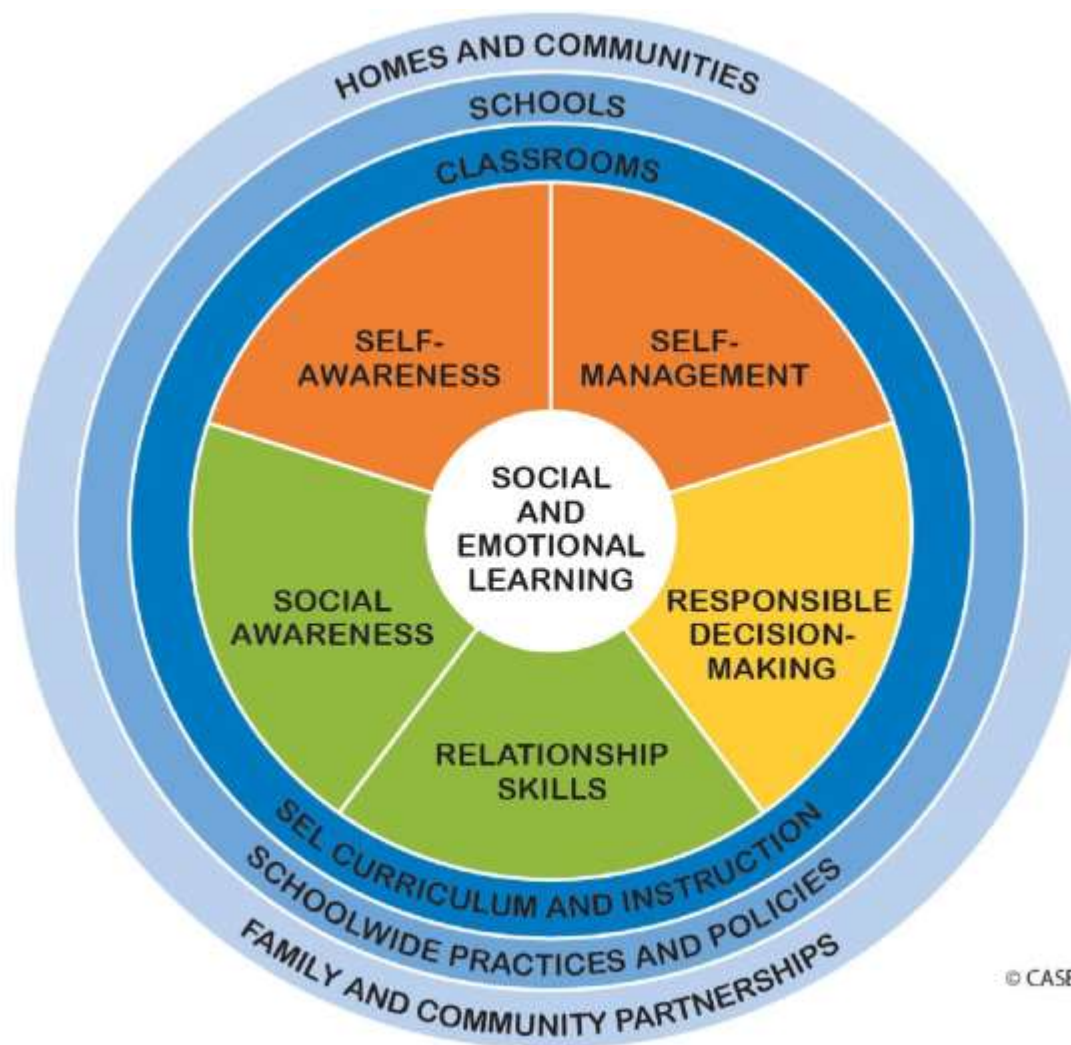 HOMES AND COMMUNITIES
SCHOOLS
CLASSROOMS
SELF-
AWARENESS
SELF-
MANAGEMENT
SOCIAL
AND
EMOTIONAL
LEARNING
SOCIAL
AWARENESS
RESPONSIBLE
DECISION-
MAKING
RELATIONSHIP
SKILLS
SEL CURRICULUM AND INSTRUCTION
SCHOOLWIDE PRACTICES AND POLICIES
FAMILY AND COMMUNITY PARTNERSHIPS
©